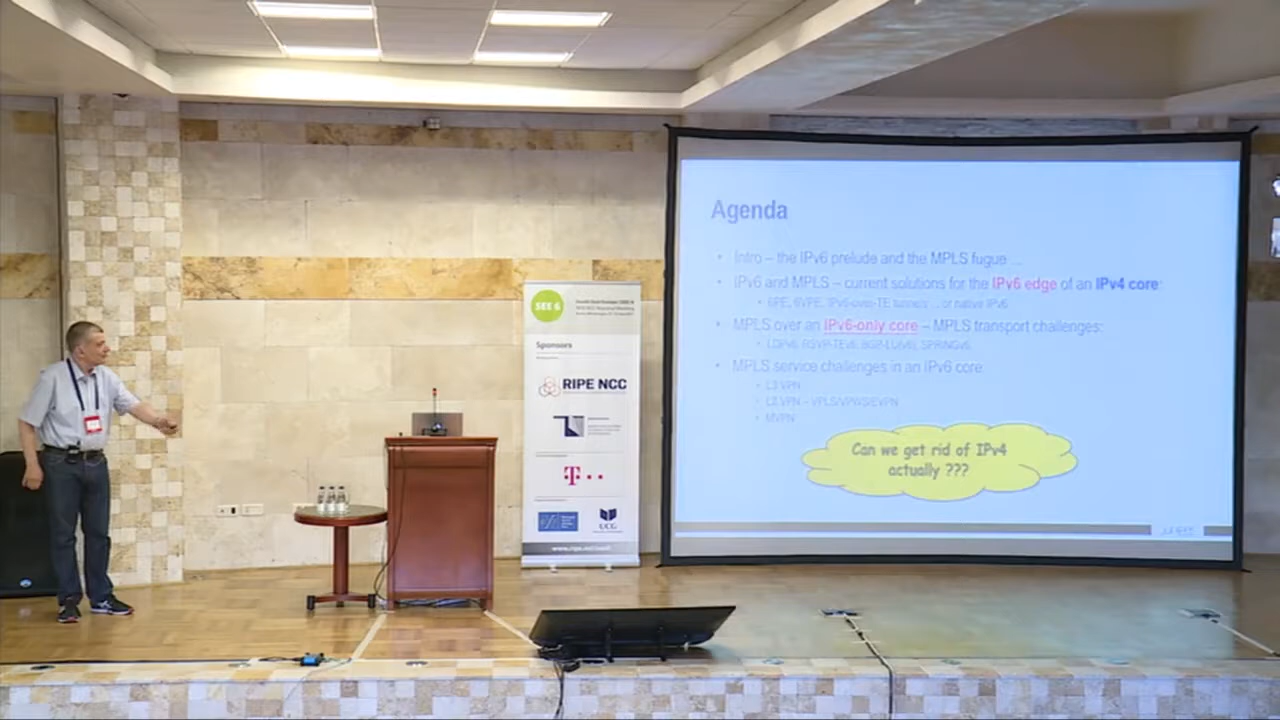 Agenda
• Intro – the IPv6 prelude and the MPLS fugue ...
• IPv6 and MPLS – current solutions for the IPv6 edge of an IPv4 core:
• 6PE, 6VPE, IPv6-over-TE tunnels ... or native IPv6
• MPLS over an IPv6-only core – MPLS transport challenges:
• LDPv6, RSVP-TEv6, BGP-LUv6, SPRINGv6
• MPLS service challenges in an IPv6 core
• L3 VPN
• L2 VPN – VPLS/VPWS/EVPN
• MVPN
Can we get rid of IPv4
actually ???
SEE 6
Sponsors
RIPE NCC
T
UCG